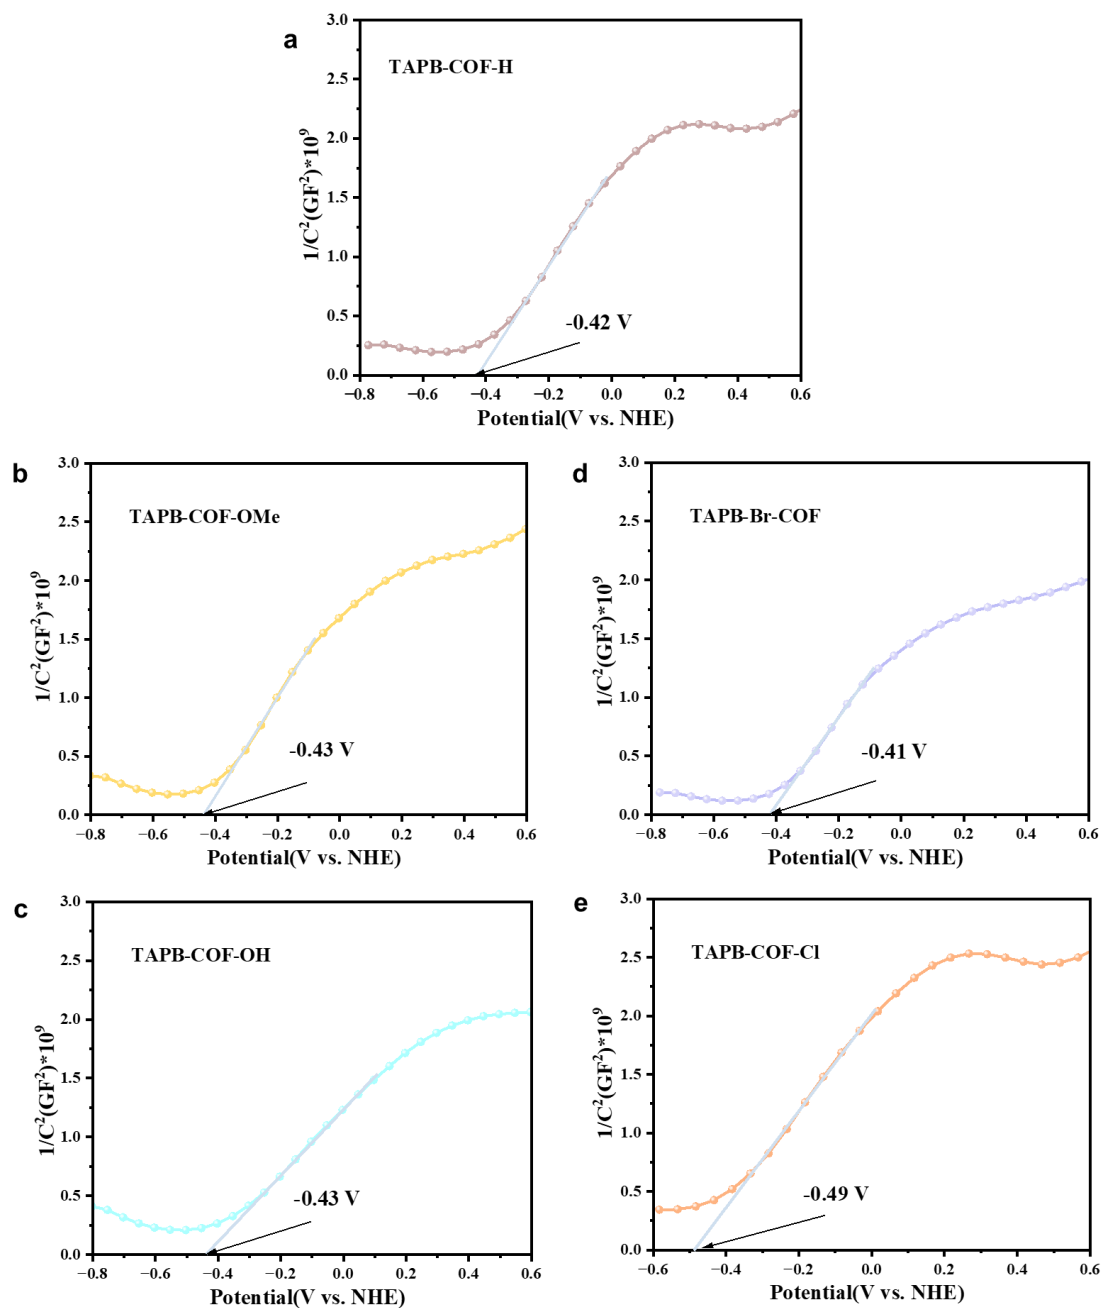 a
TAPB-COF-H
3.0
2.5
2.0
1.5
1.0
0.5
0.0
1/C²(GF²)*10⁹
-0.42 V
−0.8 −0.6 −0.4 −0.2 0.0 0.2 0.4 0.6
Potential(V vs. NHE)
b
TAPB-COF-OMe
3.0
2.5
2.0
1.5
1.0
0.5
0.0
1/C²(GF²)*10⁹
-0.43 V
−0.8 −0.6 −0.4 −0.2 0.0 0.2 0.4 0.6
Potential(V vs. NHE)
d
TAPB-Br-COF
3.0
2.5
2.0
1.5
1.0
0.5
0.0
1/C²(GF²)*10⁹
-0.41 V
−0.8 −0.6 −0.4 −0.2 0.0 0.2 0.4 0.6
Potential(V vs. NHE)
c
TAPB-COF-OH
3.0
2.5
2.0
1.5
1.0
0.5
0.0
1/C²(GF²)*10⁹
-0.43 V
−0.8 −0.6 −0.4 −0.2 0.0 0.2 0.4 0.6
Potential(V vs. NHE)
e
TAPB-COF-Cl
3.0
2.5
2.0
1.5
1.0
0.5
0.0
1/C²(GF²)*10⁹
-0.49 V
−0.6 −0.4 −0.2 0.0 0.2 0.4 0.6
Potential(V vs. NHE)